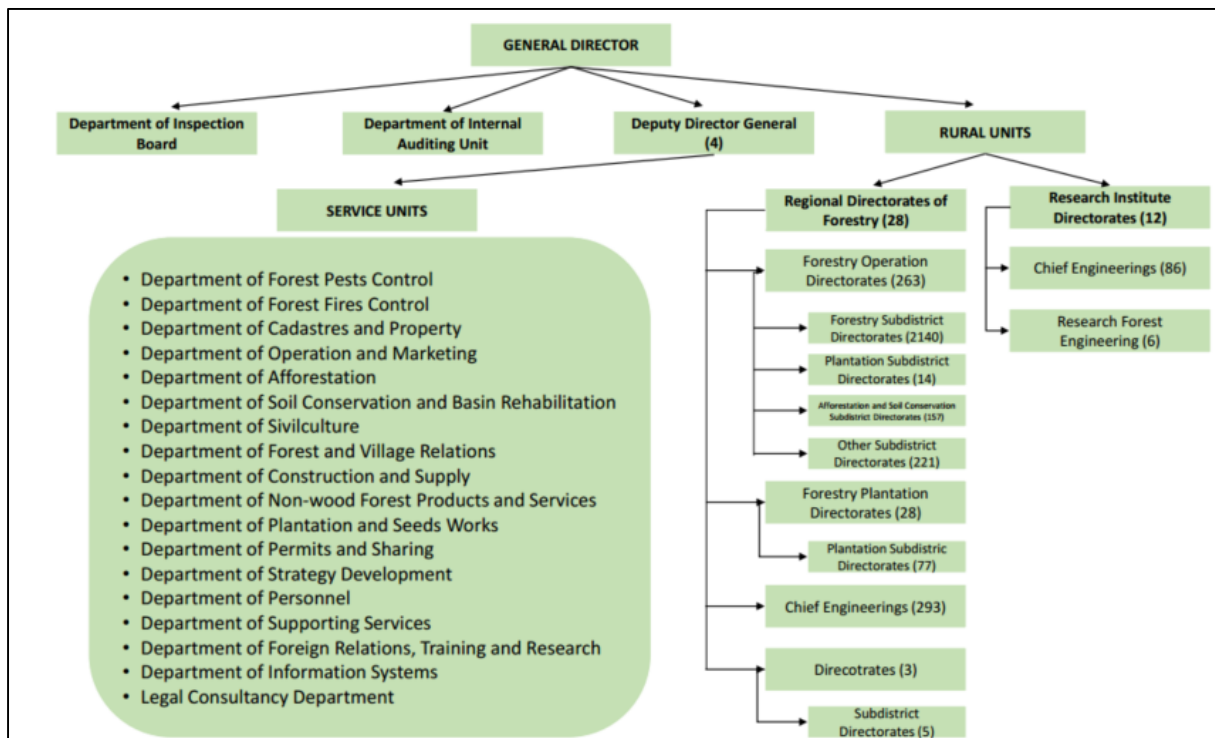 GENERAL DIRECTOR
Department of Inspection
Board
Department of Internal
Auditing Unit
Deputy Director General
(4)
RURAL UNITS
SERVICE UNITS
• Department of Forest Pests Control
• Department of Forest Fires Control
• Department of Cadastres and Property
• Department of Operation and Marketing
• Department of Afforestation
• Department of Soil Conservation and Basin Rehabilitation
• Department of Sivilculture
• Department of Forest and Village Relations
• Department of Construction and Supply
• Department of Non-wood Forest Products and Services
• Department of Plantation and Seeds Works
• Department of Permits and Sharing
• Department of Strategy Development
• Department of Personnel
• Department of Supporting Services
• Department of Foreign Relations, Training and Research
• Department of Information Systems
• Legal Consultancy Department
Regional Directorates of
Forestry (28)
Forestry Operation
Directorates (263)
Forestry Subdistrict
Directorates (2140)
Plantation Subdistrict
Directorates (14)
Afforestation and Soil Conservation
Subdistrict Directorates (157)
Other Subdistrict
Directorates (221)
Forestry Plantation
Directorates (28)
Plantation Subdistric
Directorates (77)
Chief Engineerings (293)
Direcotrates (3)
Subdistrict
Directorates (5)
Research Institute
Directorates (12)
Chief Engineerings (86)
Research Forest
Engineering (6)